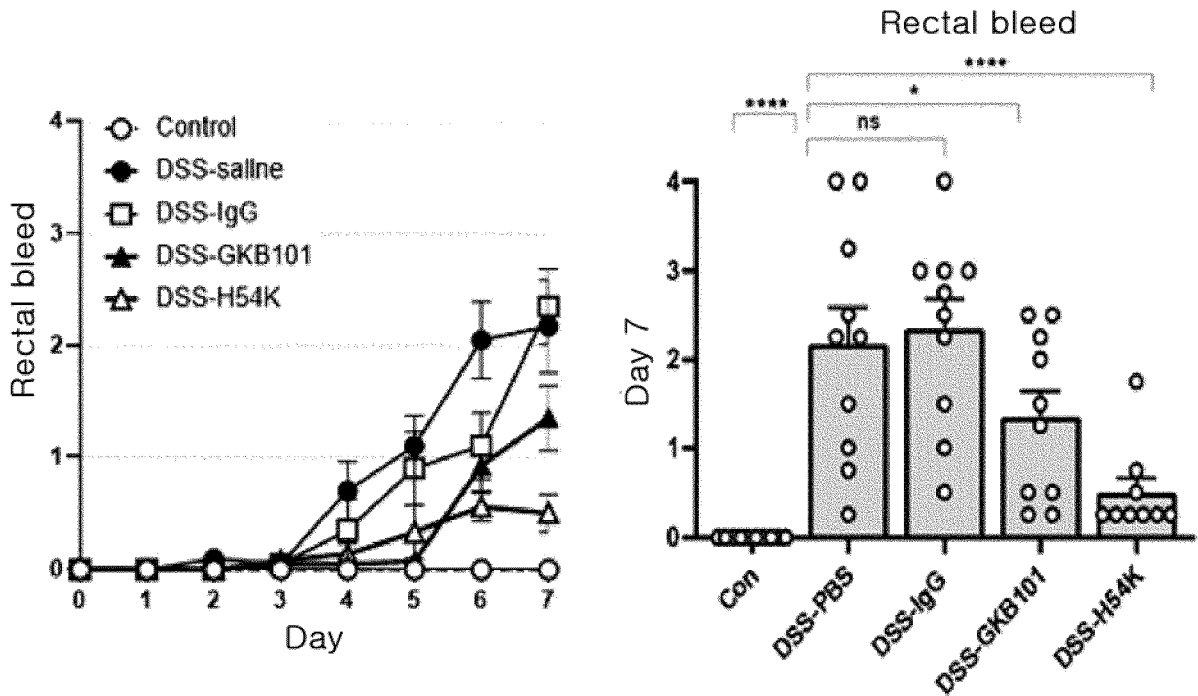 Rectal bleed
4
3
2
1
0
Control
DSS-saline
DSS-IgG
DSS-GKB101
DSS-H54K
0 1 2 3 4 5 6 7
Day
Rectal bleed
****
*
****
ns
Day 7
4
3
2
1
0
Con
DSS-PBS
DSS-IgG
DSS-GKB101
DSS-H54K